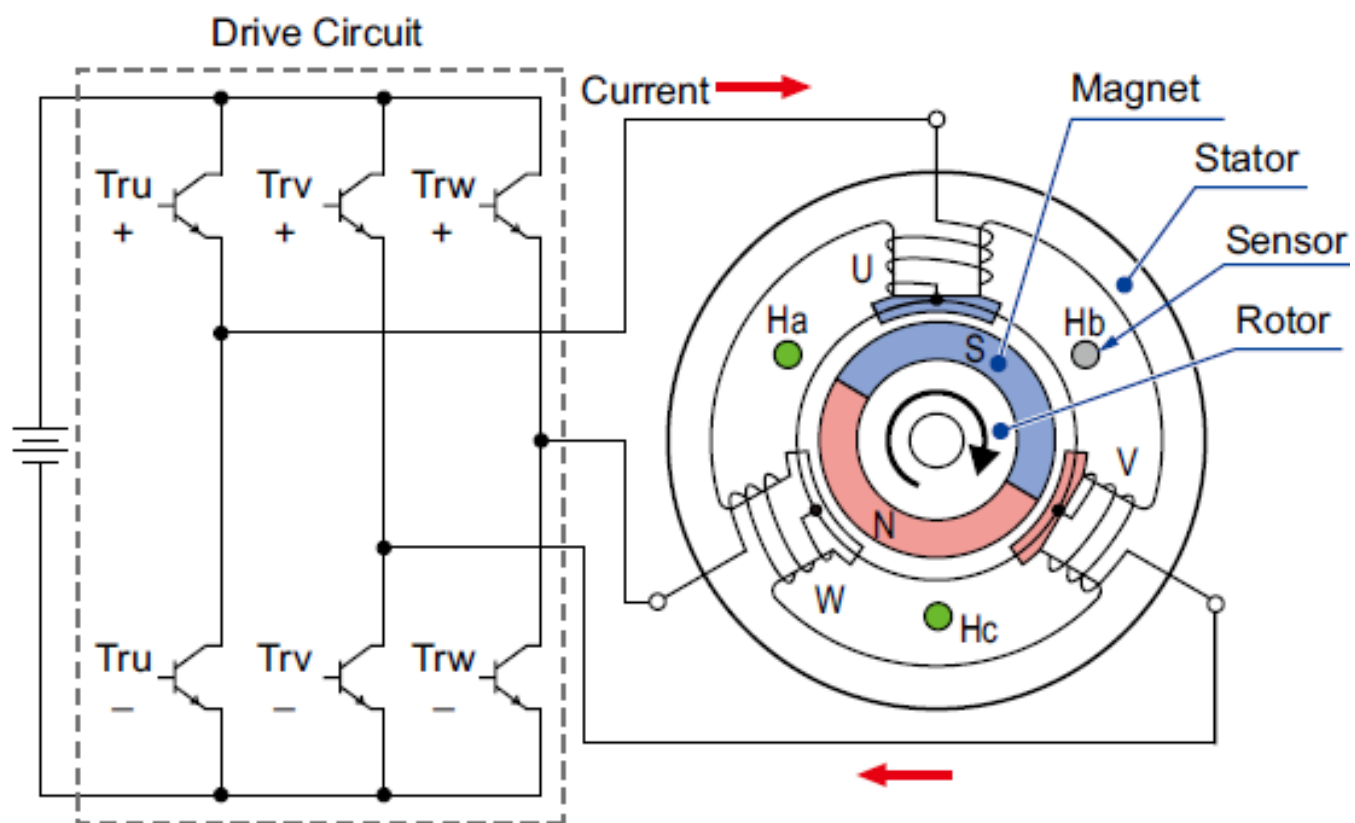 Drive Circuit
Current
Magnet
Stator
Sensor
Rotor
Tru
+
Trv
+
Trw
+
U
Ha
Hb
S
V
N
W
Hc
Tru
–
Trv
–
Trw
–